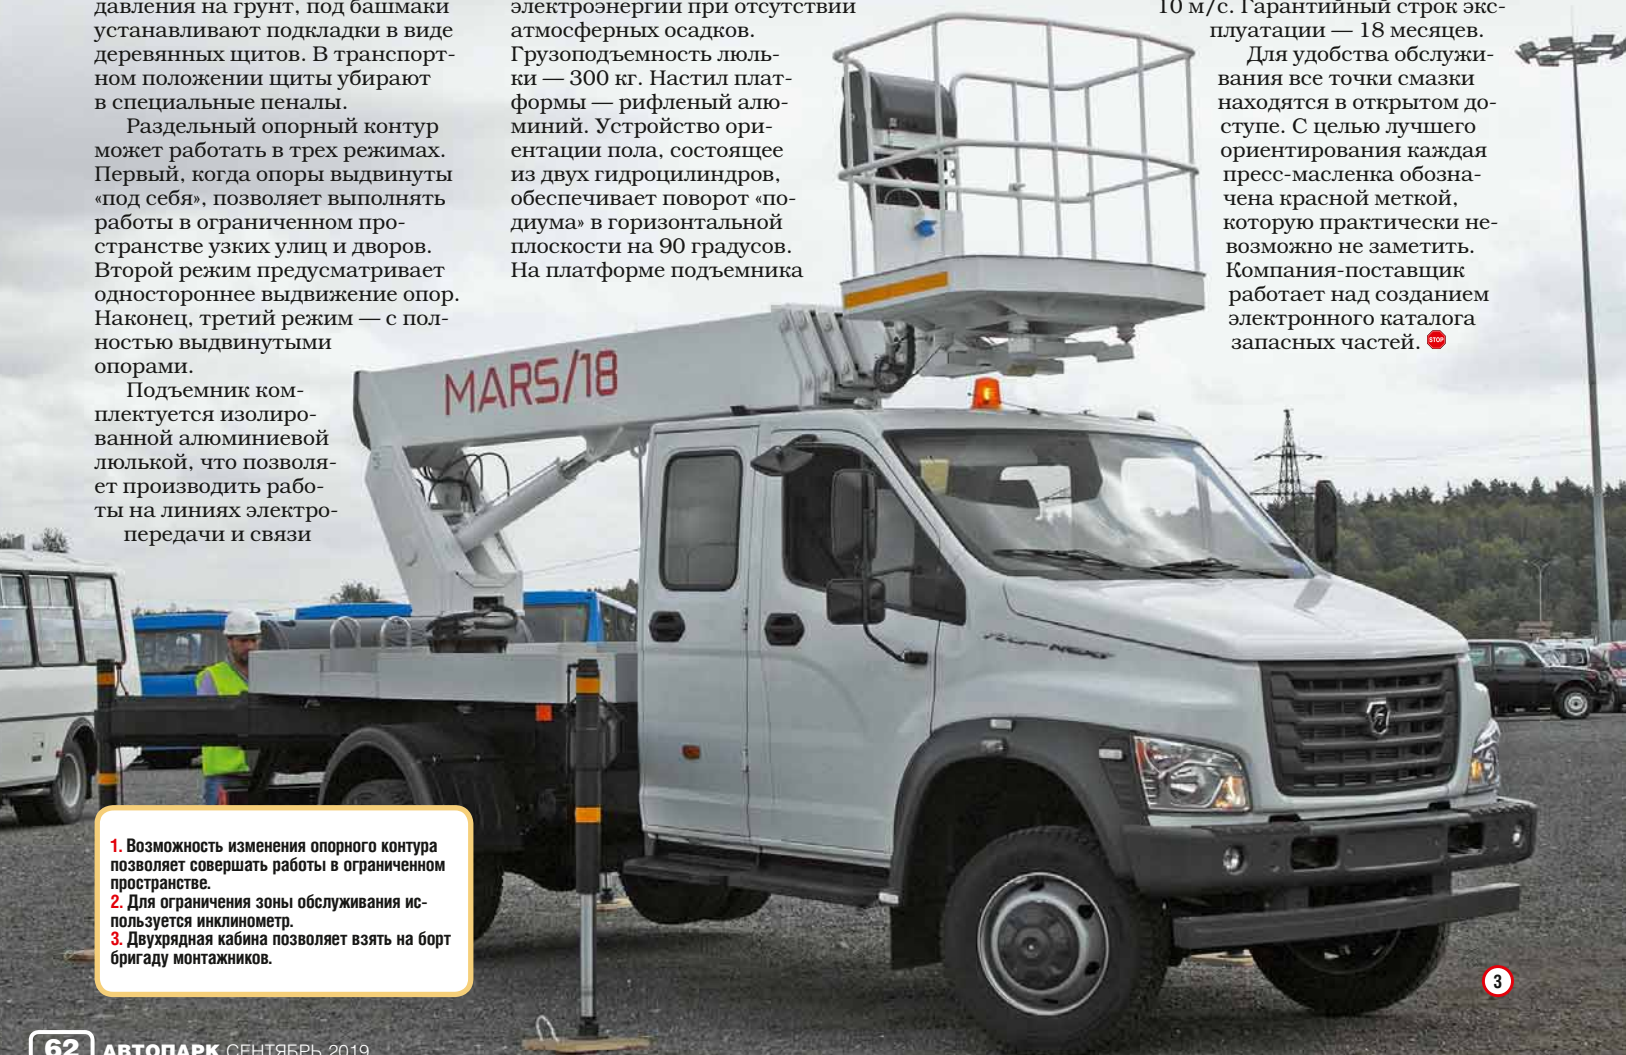 давления на грунт, под башмаки
устанавливают подкладки в виде
деревянных щитов. В транспорт-
ном положении щиты убирают
в специальные пеналы.
Раздельный опорный контур
может работать в трех режимах.
Первый, когда опоры выдвинуты
«под себя», позволяет выполнять
работы в ограниченном про-
странстве узких улиц и дворов.
Второй режим предусматривает
одностороннее выдвижение опор.
Наконец, третий режим — с пол-
ностью выдвинутыми
опорами.
Подъемник ком-
плектуется изолиро-
ванной алюминиевой
люлькой, что позволя-
ет производить рабо-
ты на линиях электро-
передачи и связи
электроэнергии при отсутствии
атмосферных осадков.
Грузоподъемность люль-
ки — 300 кг. Настил плат-
формы — рифленый алю-
миний. Устройство ори-
ентации пола, состоящее
из двух гидроцилиндров,
обеспечивает поворот «по-
диума» в горизонтальной
плоскости на 90 градусов.
На платформе подъемника
10 м/с. Гарантийный строк экс-
плуатации — 18 месяцев.
Для удобства обслужи-
вания все точки смазки
находятся в открытом до-
ступе. С целью лучшего
ориентирования каждая
пресс-масленка обозна-
чена красной меткой,
которую практически не-
возможно не заметить.
Компания-поставщик
работает над созданием
электронного каталога
запасных частей. STOP
MARS/18
NEXT
1. Возможность изменения опорного контура
позволяет совершать работы в ограниченном
пространстве.
2. Для ограничения зоны обслуживания ис-
пользуется инклинометр.
3. Двухрядная кабина позволяет взять на борт
бригаду монтажников.
3
62 АВТОПАРК СЕНТЯБРЬ 2019